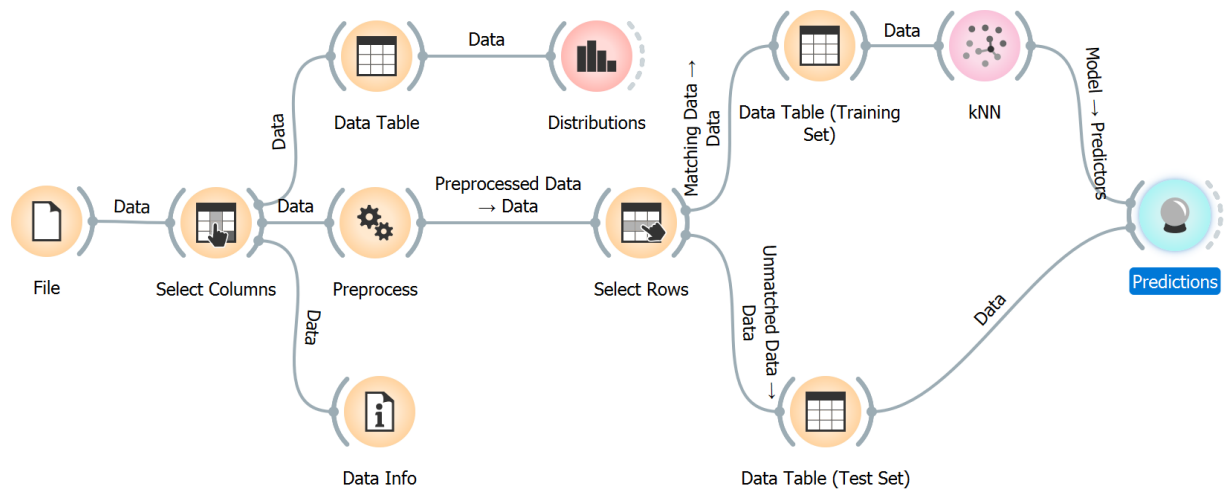 Data
Data Table
Distributions
Matching Data →
Data
Data
Data Table (Training
Set)
kNN
Model → Predictors
Data
Data
File
Select Columns
Data
Preprocess
Preprocessed Data
→ Data
Select Rows
Predictions
Data
Data Info
Unmatched Data →
Data
Data Table (Test Set)
Data